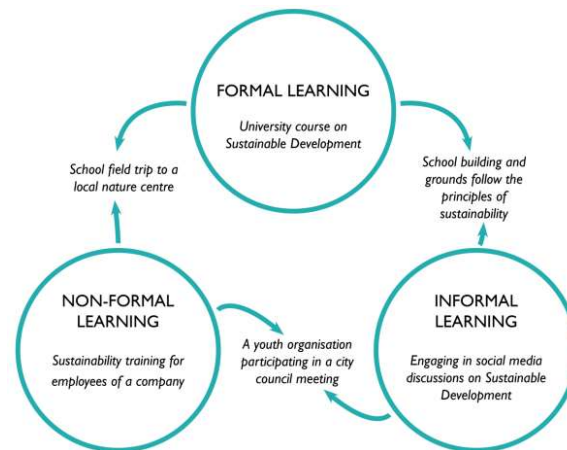 FORMAL LEARNING
University course on
Sustainable Development
School field trip to a
local nature centre
School building and
grounds follow the
principles of
sustainability
NON-FORMAL
LEARNING
Sustainability training for
employees of a company
A youth organisation
participating in a city
council meeting
INFORMAL
LEARNING
Engaging in social media
discussions on Sustainable
Development